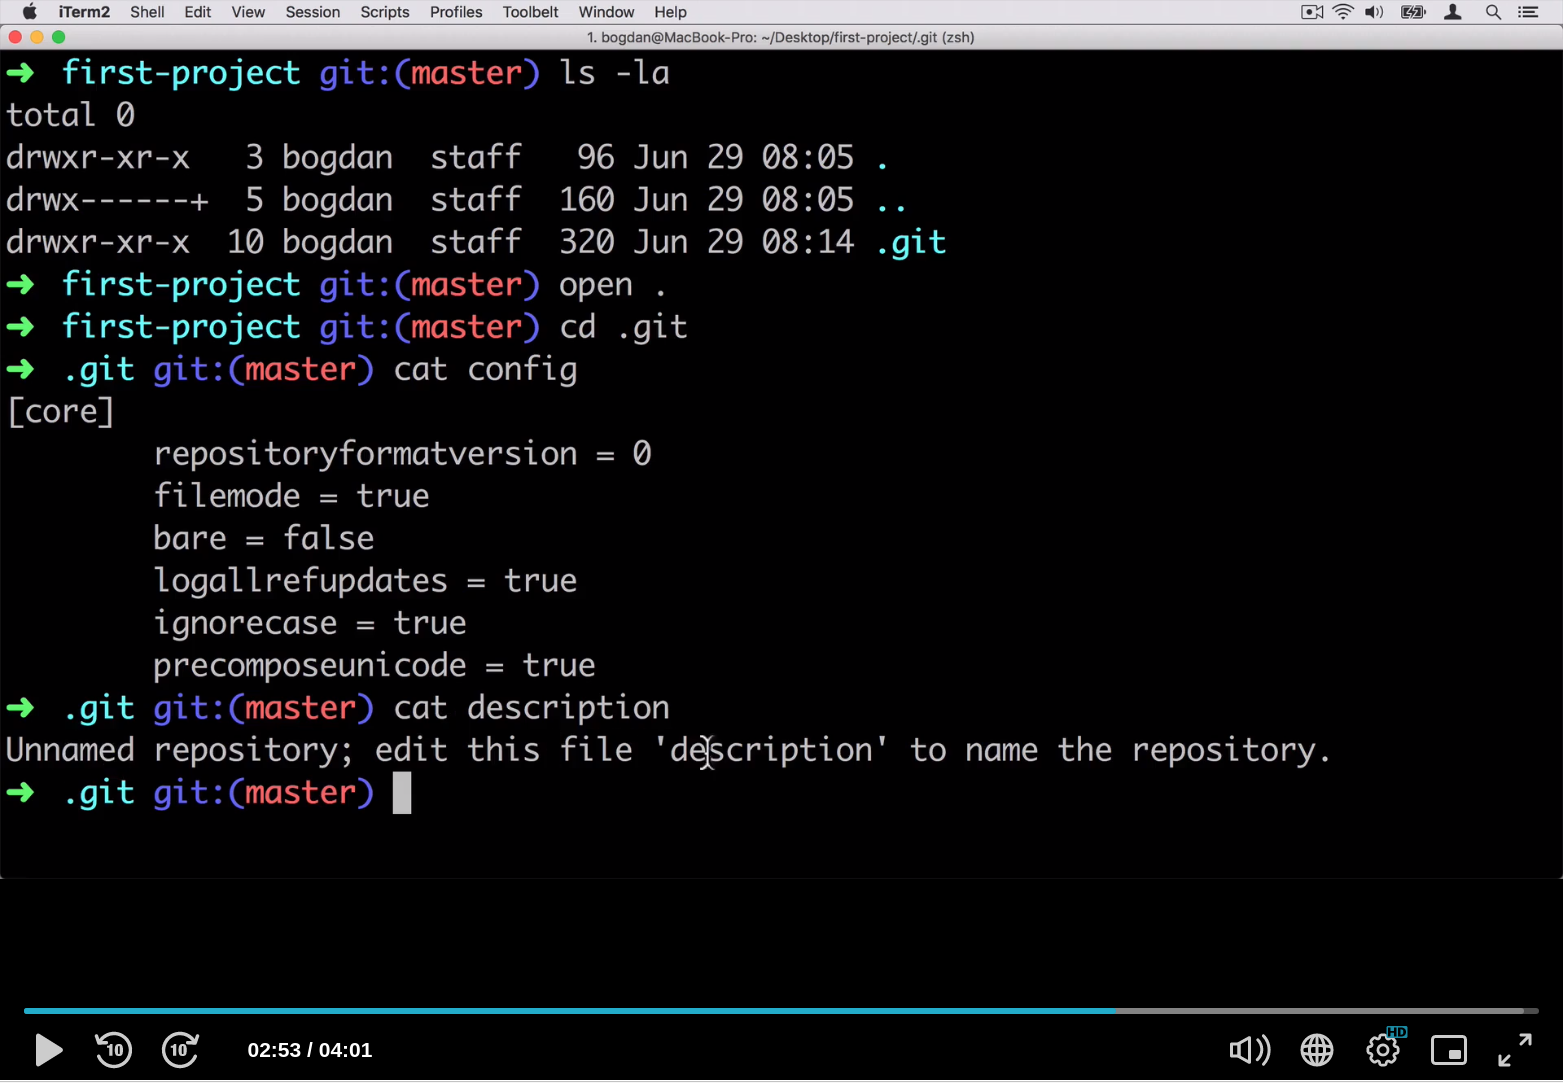 iTerm2 Shell Edit View Session Scripts Profiles Toolbelt Window Help
1. bogdan@MacBook-Pro: ~/Desktop/first-project/.git (zsh)
➜  first-project git:(master) ls -la
total 0
drwxr-xr-x   3 bogdan  staff   96 Jun 29 08:05 .
drwx------+  5 bogdan  staff  160 Jun 29 08:05 ..
drwxr-xr-x  10 bogdan  staff  320 Jun 29 08:14 .git
➜  first-project git:(master) open .
➜  first-project git:(master) cd .git
➜  .git git:(master) cat config
[core]
        repositoryformatversion = 0
        filemode = true
        bare = false
        logallrefupdates = true
        ignorecase = true
        precomposeunicode = true
➜  .git git:(master) cat description
Unnamed repository; edit this file 'description' to name the repository.
➜  .git git:(master)
10 10 02:53 / 04:01 HD